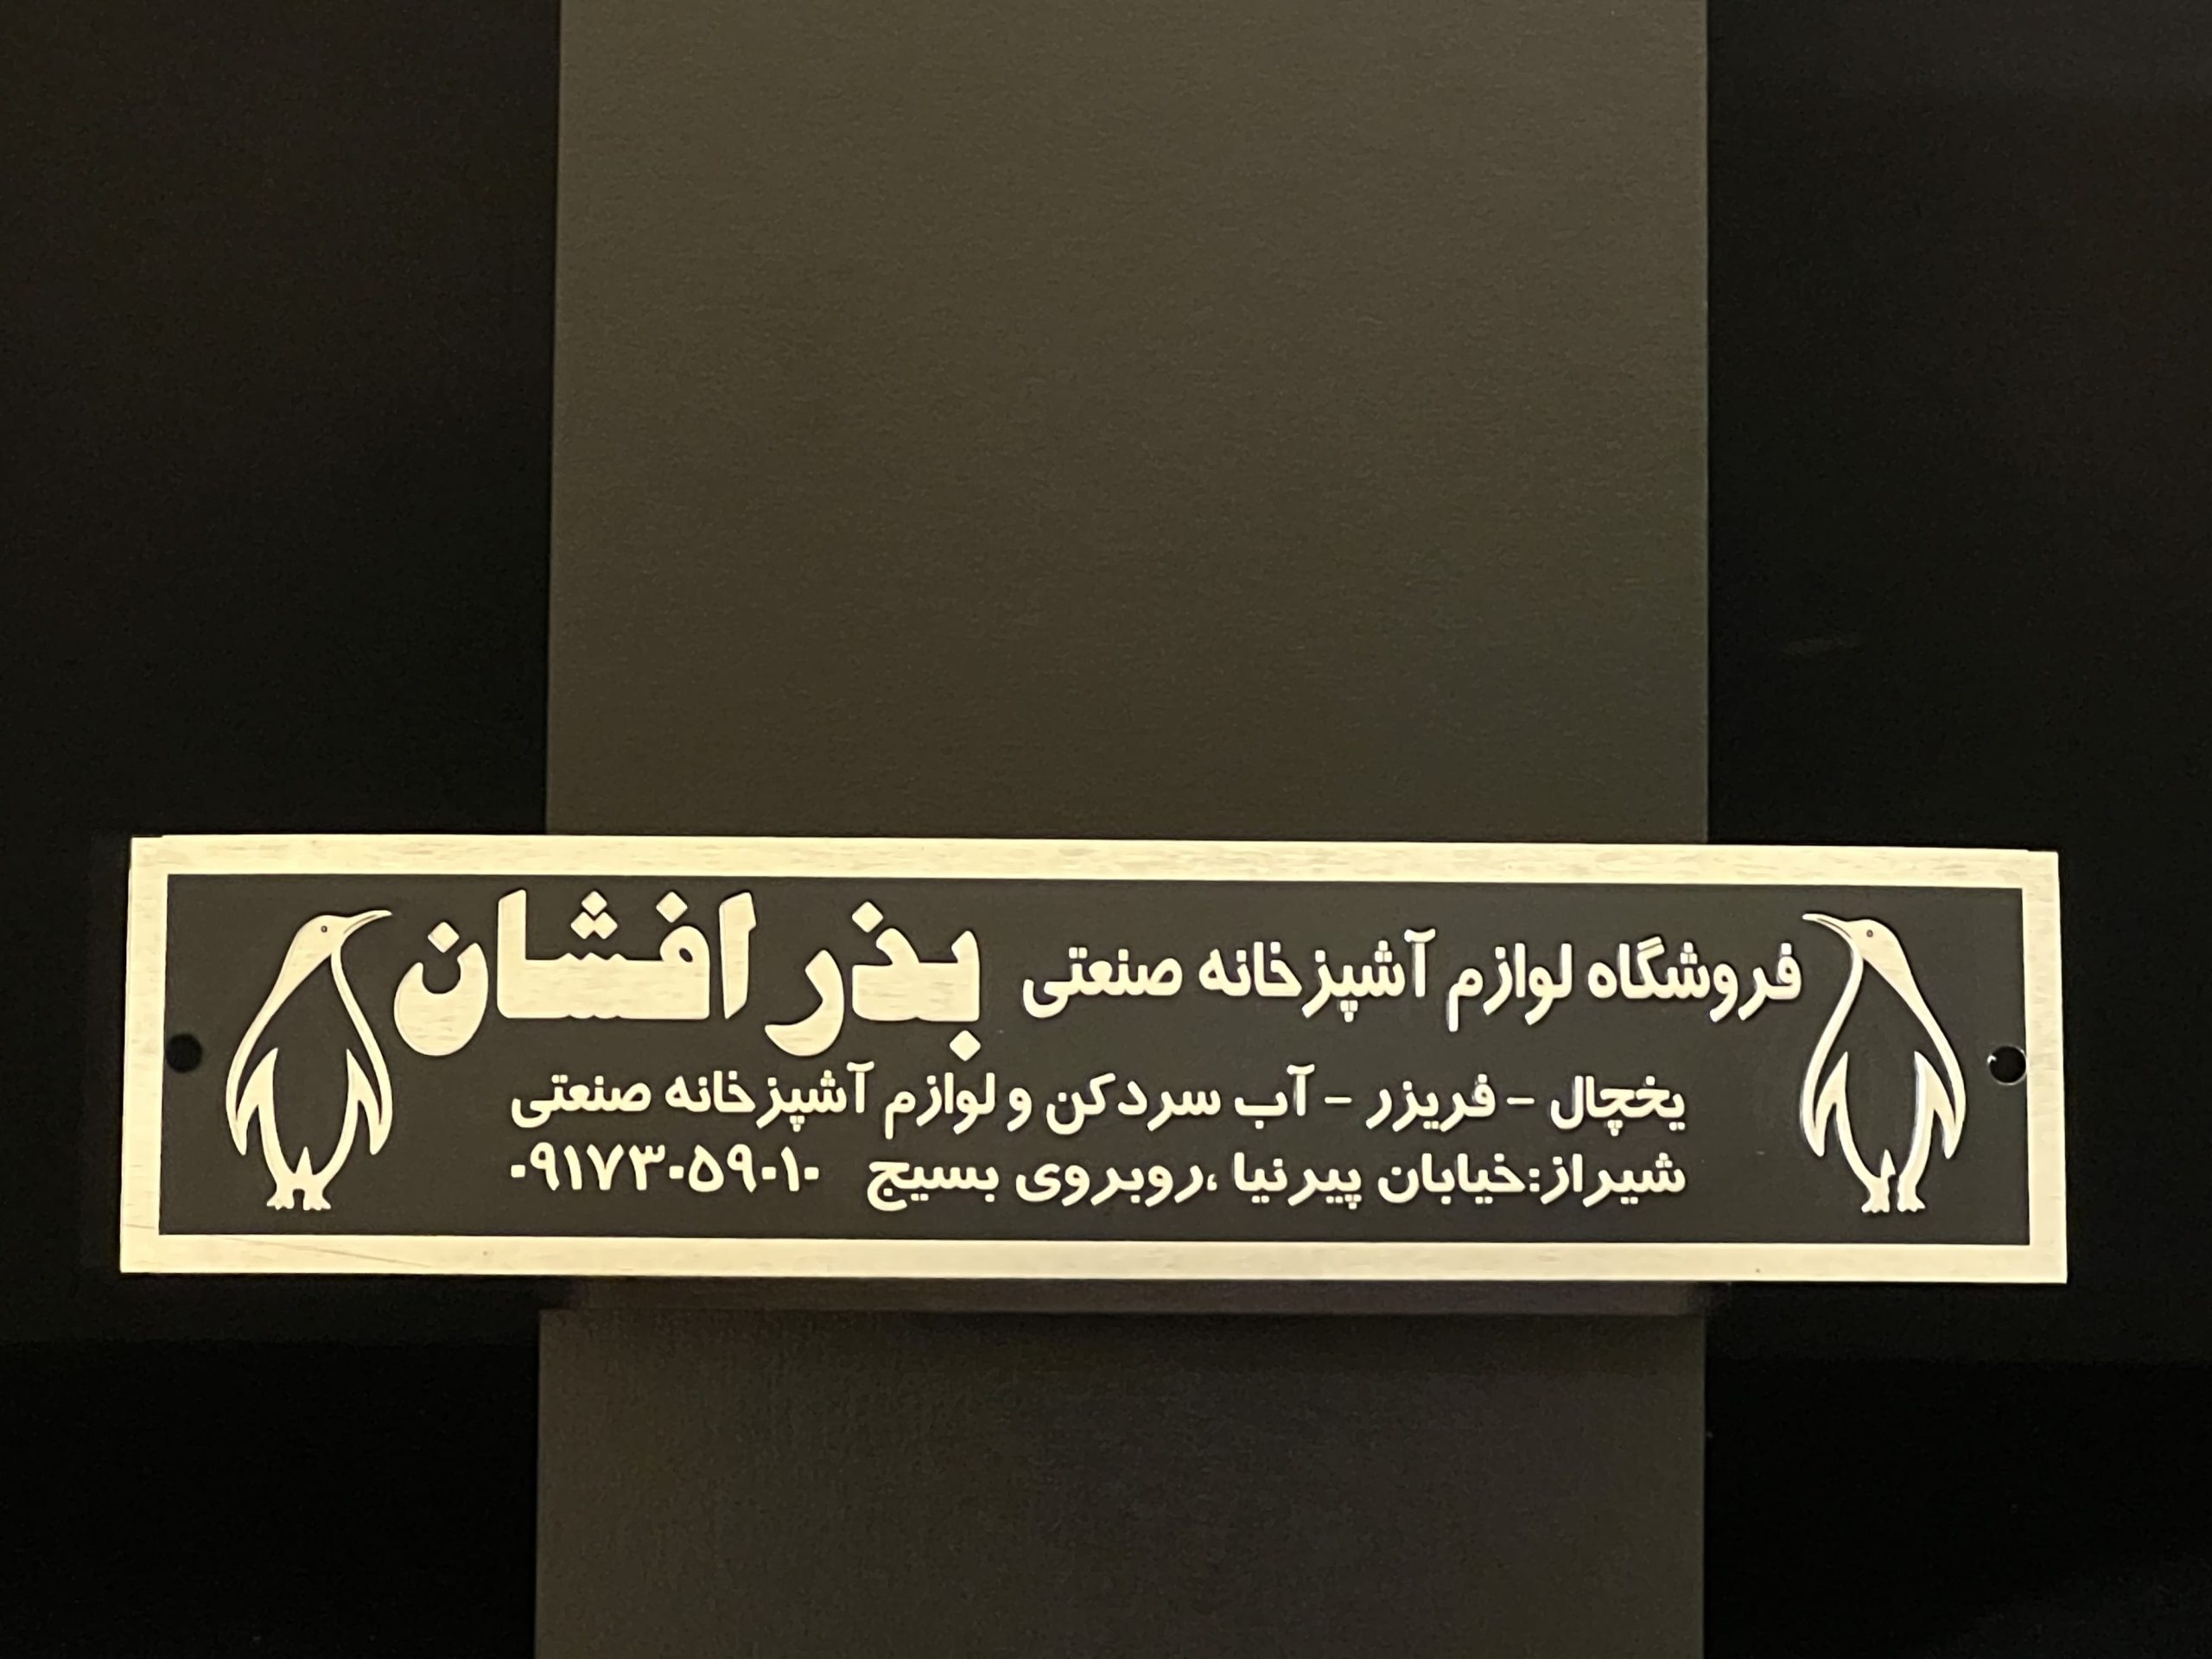 فروشگاه لوازم آشپزخانه صنعتی بذر افشان
یخچال - فریزر - آب سردکن و لوازم آشپزخانه صنعتی
شیراز:خیابان پیرنیا ،روبروی بسیج ۰۹۱۷۳۰۵۹۰۱۰